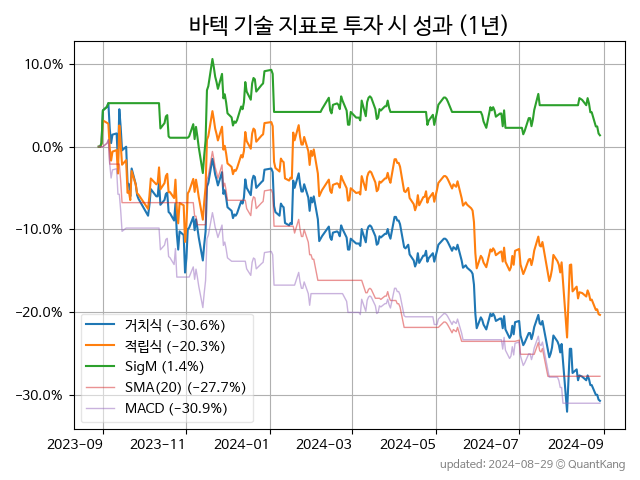 바텍 기술 지표로 투자 시 성과 (1년)
10.0%
0.0%
−10.0%
−20.0%
−30.0%
거치식 (−30.6%)
적립식 (−20.3%)
SigM (1.4%)
SMA(20) (−27.7%)
MACD (−30.9%)
2023-09 2023-11 2024-01 2024-03 2024-05 2024-07 2024-09
updated: 2024-08-29 © QuantKang